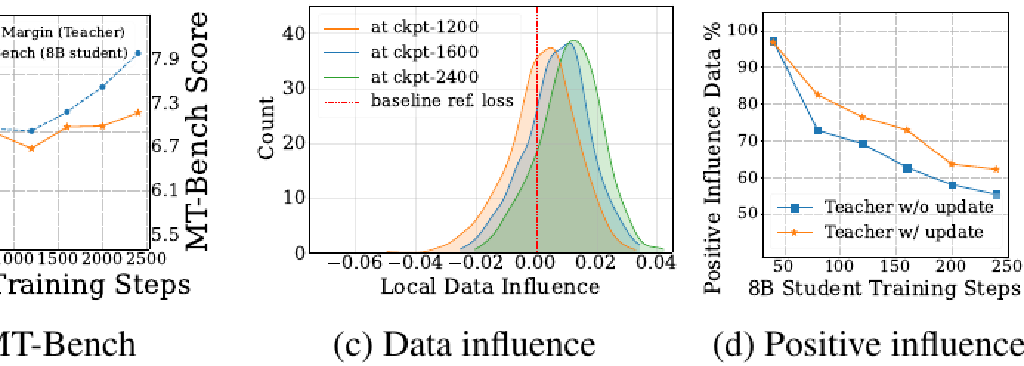 Margin (Teacher)
ench (8B student)
7.9
7.3
6.7
6.1
5.5
MT-Bench Score
000 1500 2000 2500
Training Steps
MT-Bench
40
30
20
10
0
Count
at ckpt-1200
at ckpt-1600
at ckpt-2400
baseline ref. loss
−0.06 −0.04 −0.02 0.00 0.02 0.04
Local Data Influence
(c) Data influence
100
90
80
70
60
50
Positive Influence Data %
Teacher w/o update
Teacher w/ update
50 100 150 200 250
8B Student Training Steps
(d) Positive influence